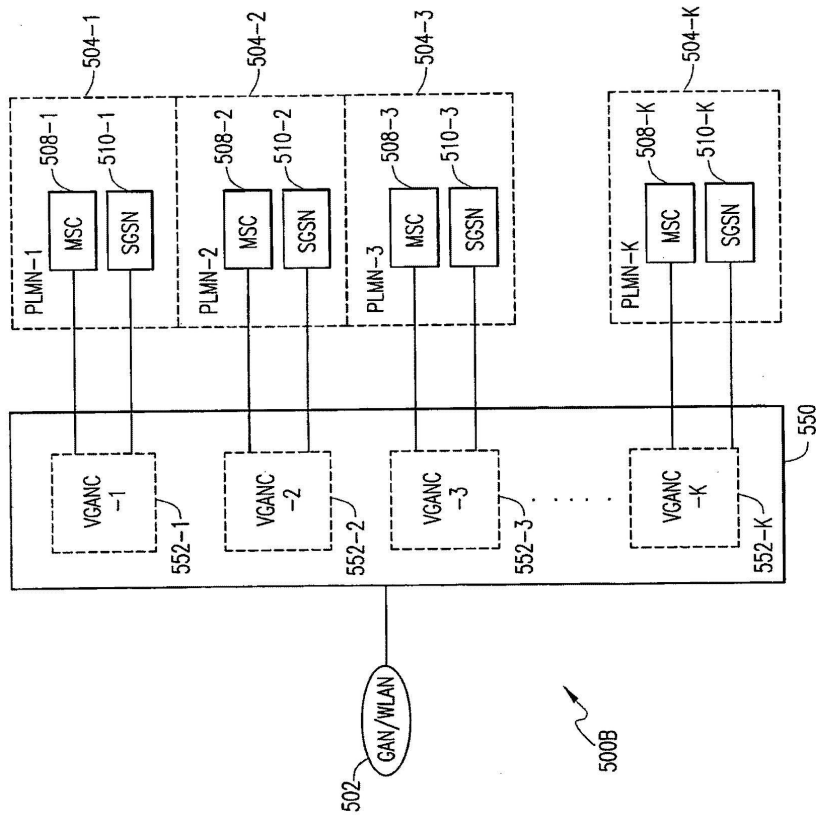 504-1
504-2
504-3
504-K
PLMN-1
MSC
508-1
SGSN
510-1
PLMN-2
MSC
508-2
SGSN
510-2
PLMN-3
MSC
508-3
SGSN
510-3
PLMN-K
MSC
508-K
SGSN
510-K
550
VGANC
-1
552-1
VGANC
-2
552-2
VGANC
-3
552-3
. . . . . .
VGANC
-K
552-K
GAN/WLAN
502
500B